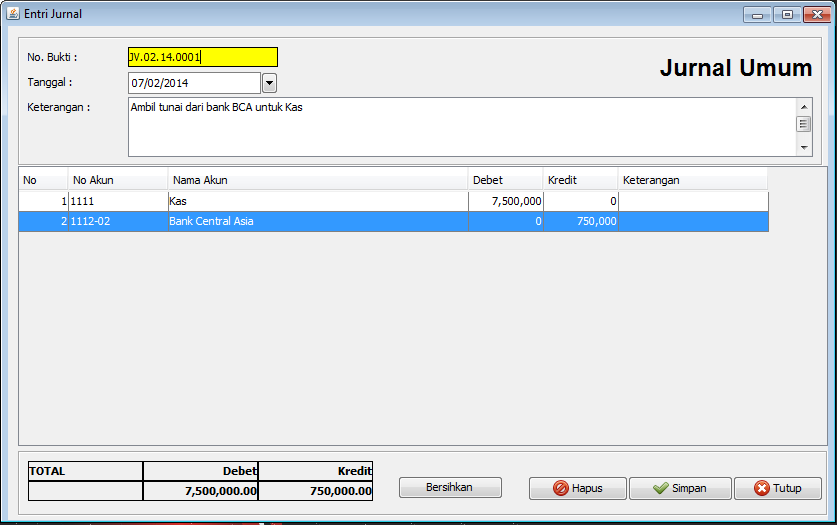 Entri Jurnal
No. Bukti : JV.02.14.0001
Jurnal Umum
Tanggal : 07/02/2014
Keterangan : Ambil tunai dari bank BCA untuk Kas
No No Akun Nama Akun Debet Kredit Keterangan
1 1111 Kas 7,500,000 0
2 1112-02 Bank Central Asia 0 750,000
TOTAL Debet Kredit
7,500,000.00 750,000.00
Bersihkan Hapus Simpan Tutup